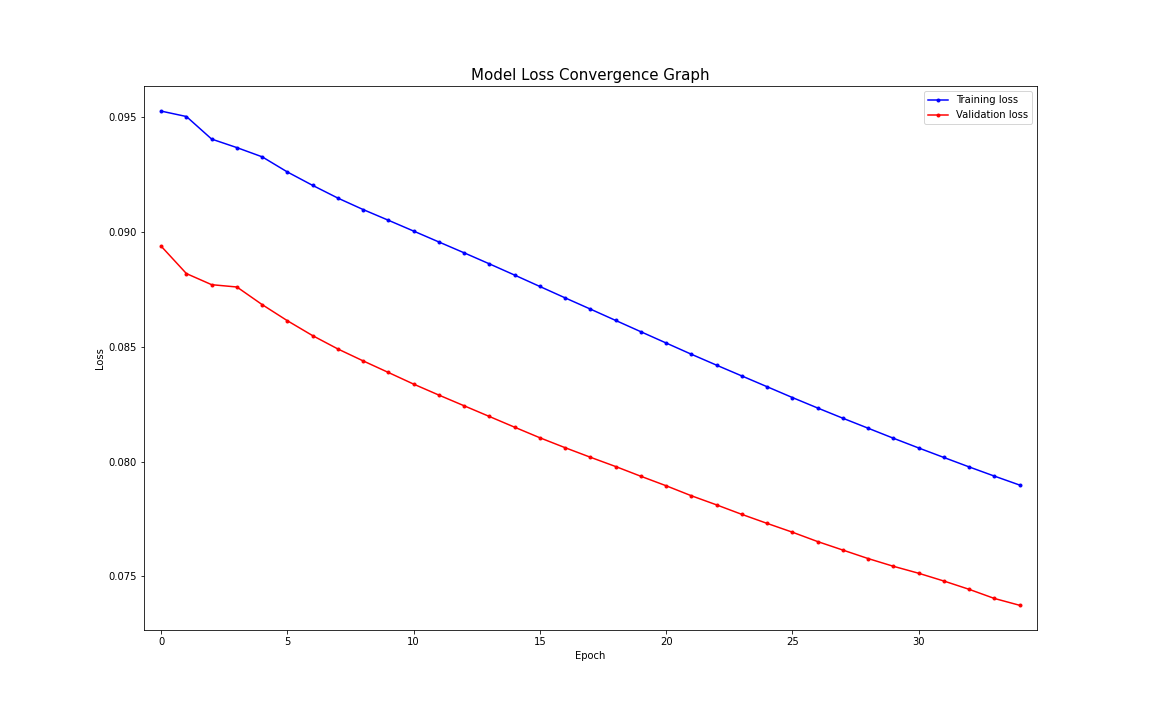 Model Loss Convergence Graph
Training loss
Validation loss
0.095
0.090
0.085
0.080
0.075
Loss
0 5 10 15 20 25 30
Epoch